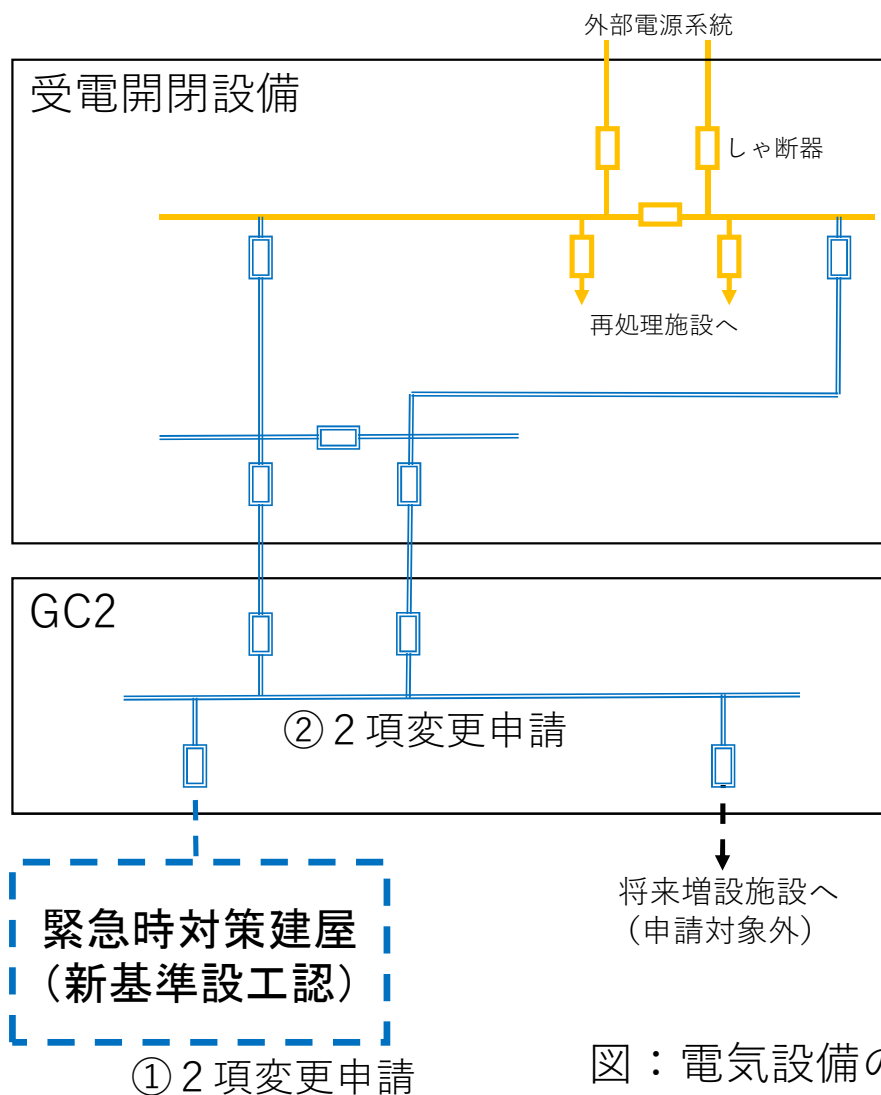 外部電源系統
受電開閉設備
しゃ断器
再処理施設へ
GC2
②２項変更申請
将来増設施設へ
（申請対象外）
緊急時対策建屋
（新基準設工認）
①２項変更申請
図：電気設備の